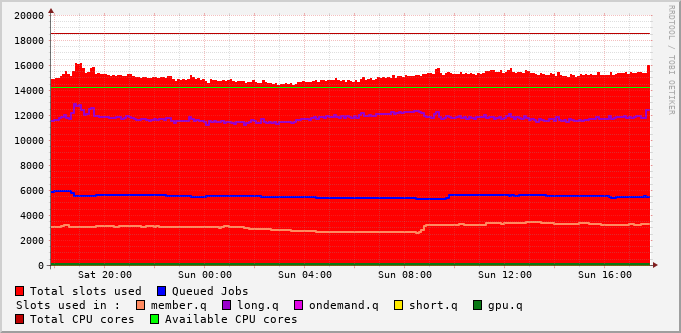 20000
18000
16000
14000
12000
10000
8000
6000
4000
2000
0
Sat 20:00 Sun 00:00 Sun 04:00 Sun 08:00 Sun 12:00 Sun 16:00
Total slots used Queued Jobs
Slots used in : member.q long.q ondemand.q short.q gpu.q
Total CPU cores Available CPU cores
RRDTOOL / TOBI OETIKER